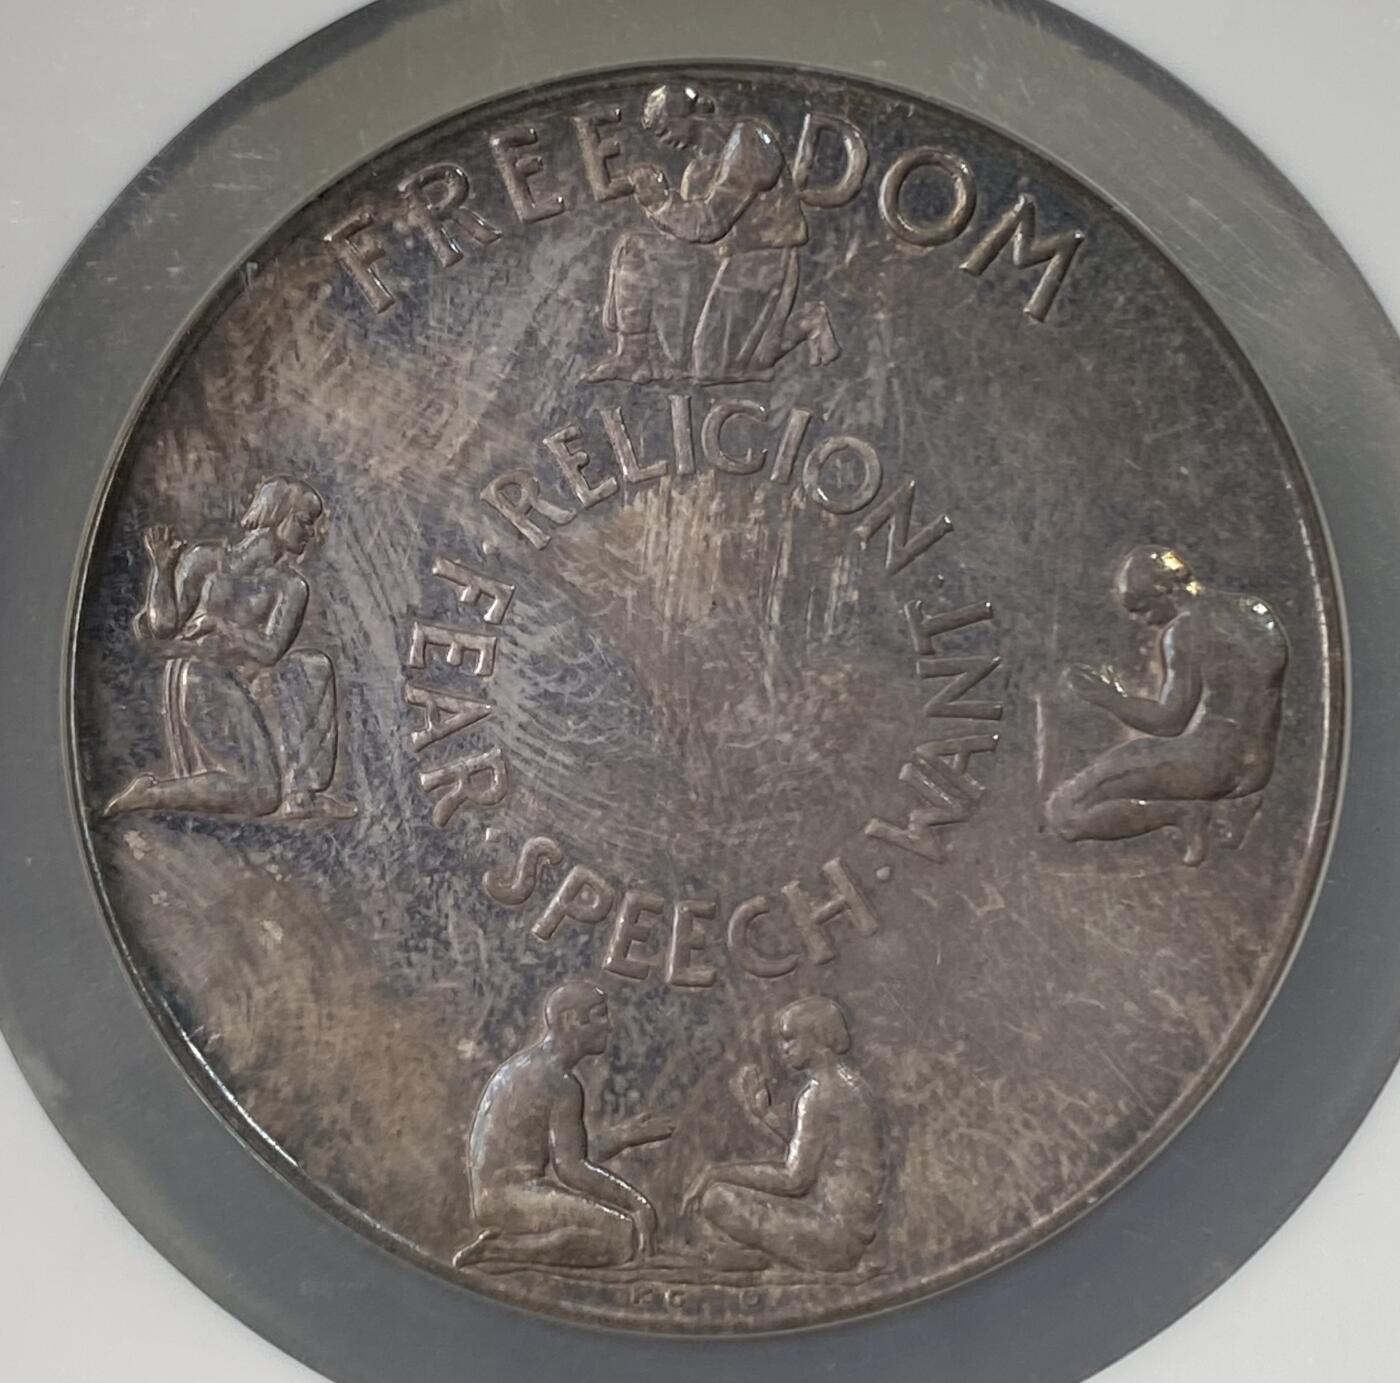 FREEDOM
· RELIGION · WANT · SPEECH · FEAR